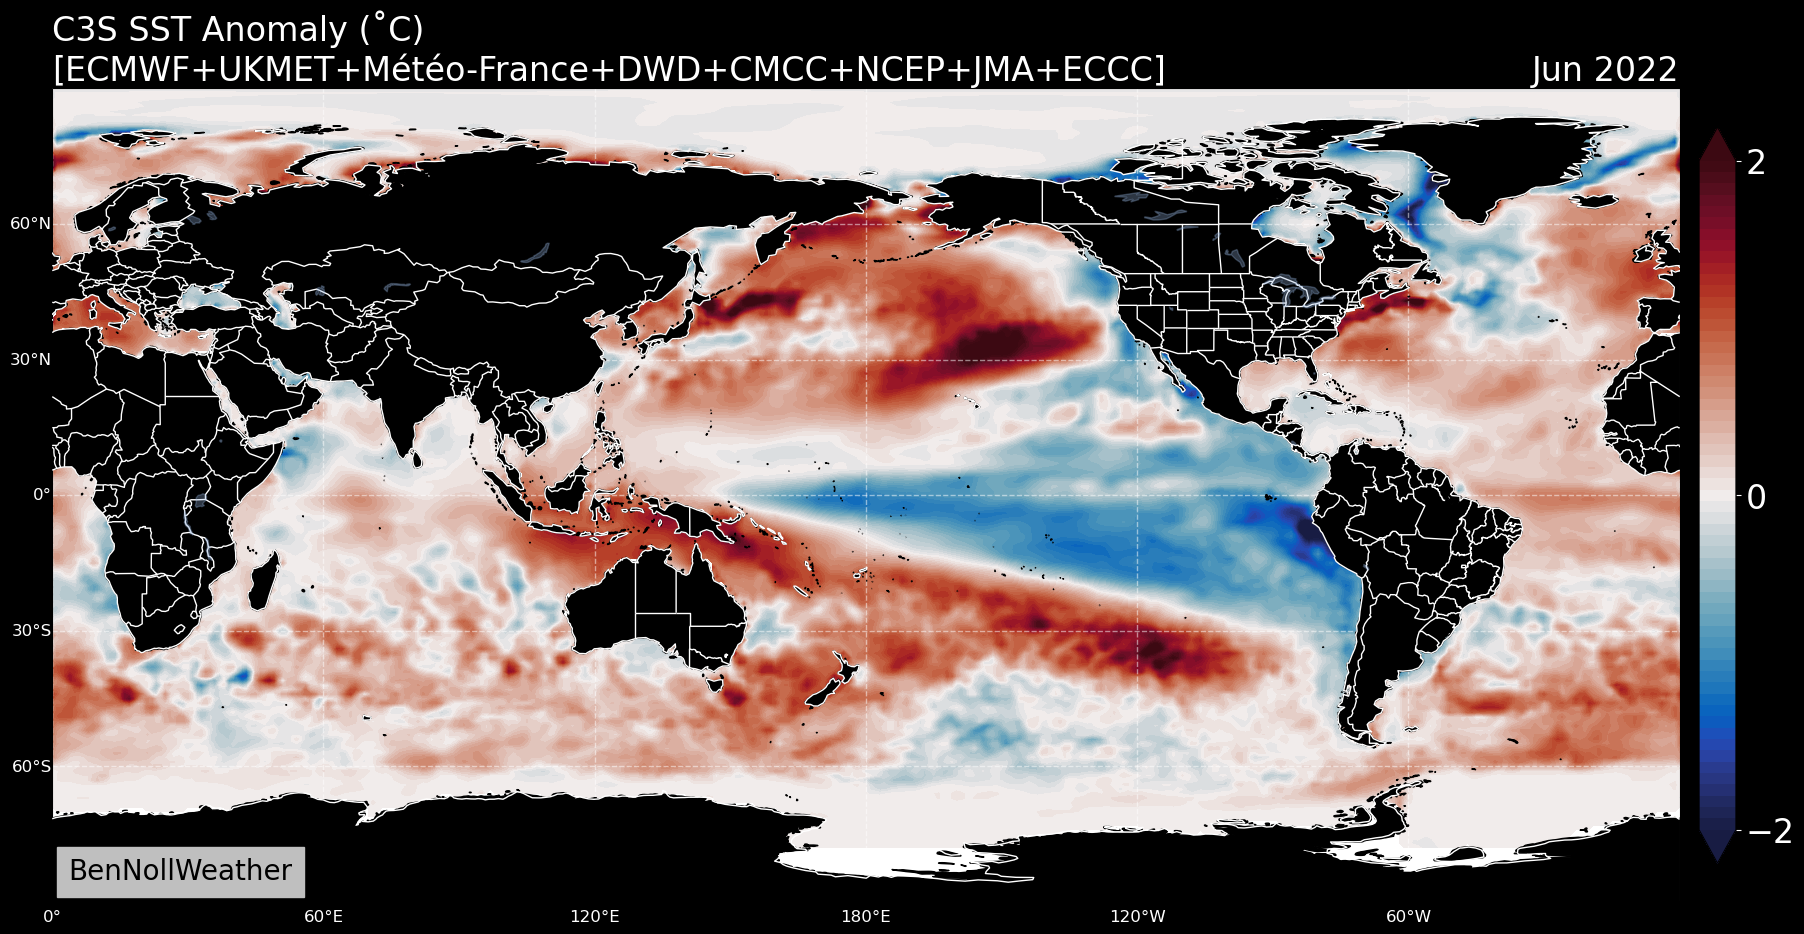 C3S SST Anomaly (˚C)
[ECMWF+UKMET+Météo-France+DWD+CMCC+NCEP+JMA+ECCC]
Jun 2022
60°N
30°N
0°
30°S
60°S
2
0
−2
BenNollWeather
0°
60°E
120°E
180°E
120°W
60°W